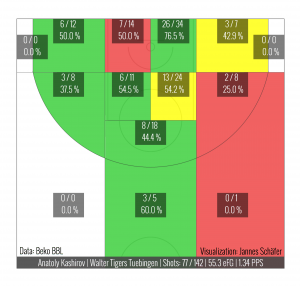 6 / 12 7 / 14 26 / 34 3 / 7
50.0 % 50.0 % 76.5 % 42.9 %
0 / 0 0 / 0
0.0 % 0.0 %
3 / 8 6 / 11 13 / 24 2 / 8
37.5 % 54.5 % 54.2 % 25.0 %
8 / 18
44.4 %
0 / 0 3 / 5 0 / 1
0.0 % 60.0 % 0.0 %
Data: Beko BBL Visualization: Jannes Schäfer
Anatoly Kashirov | Walter Tigers Tuebingen | Shots: 77 / 142 | 55.3 eFG | 1.34 PPS